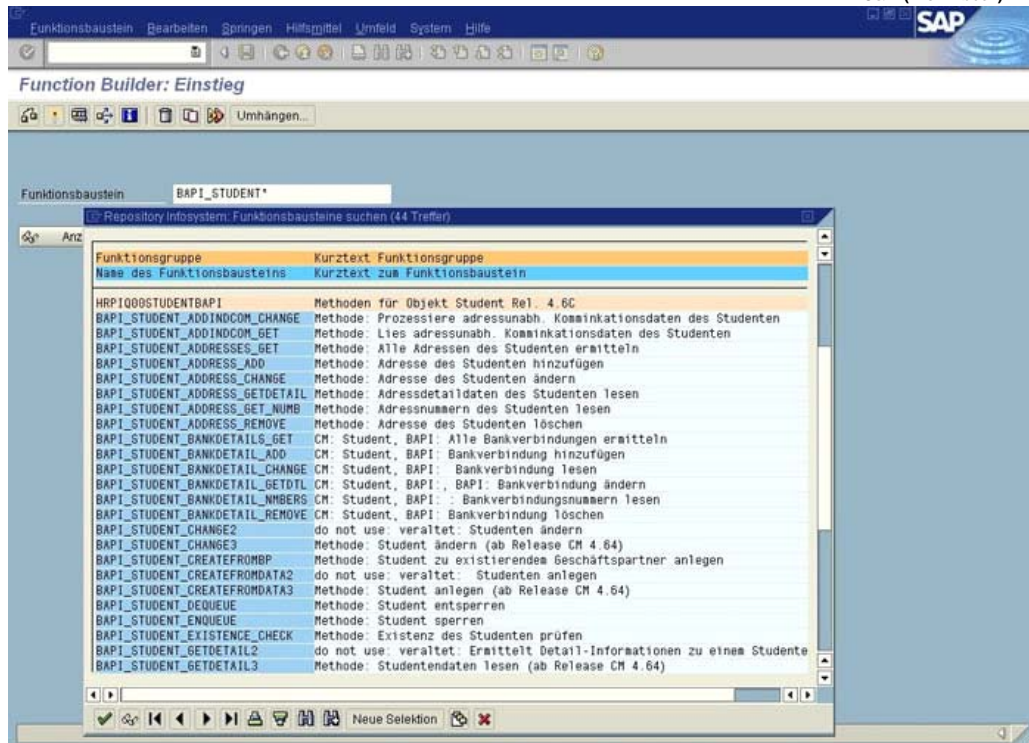 Funktionsbaustein Bearbeiten Springen Hilfsmittel Umfeld System Hilfe
SAP
Function Builder: Einstieg
Umhängen...
Funktionsbaustein BAPI_STUDENT*
Repository Infosystem: Funktionsbausteine suchen (44 Treffer)
Anz
Funktionsgruppe Kurztext Funktionsgruppe
Name des Funktionsbausteins Kurztext zum Funktionsbaustein
HRPIQ00STUDENTBAPI Methoden für Objekt Student Rel. 4.6C
BAPI_STUDENT_ADDINDCOM_CHANGE Methode: Prozessiere adressunabh. Komminkationsdaten des Studenten
BAPI_STUDENT_ADDINDCOM_GET Methode: Lies adressunabh. Komminkationsdaten des Studenten
BAPI_STUDENT_ADDRESSES_GET Methode: Alle Adressen des Studenten ermitteln
BAPI_STUDENT_ADDRESS_ADD Methode: Adresse des Studenten hinzufügen
BAPI_STUDENT_ADDRESS_CHANGE Methode: Adresse des Studenten ändern
BAPI_STUDENT_ADDRESS_GETDETAIL Methode: Adressdetaildaten des Studenten lesen
BAPI_STUDENT_ADDRESS_GET_NUMB Methode: Adressnummern des Studenten lesen
BAPI_STUDENT_ADDRESS_REMOVE Methode: Adresse des Studenten löschen
BAPI_STUDENT_BANKDETAILS_GET CM: Student, BAPI: Alle Bankverbindungen ermitteln
BAPI_STUDENT_BANKDETAIL_ADD CM: Student, BAPI: Bankverbindung hinzufügen
BAPI_STUDENT_BANKDETAIL_CHANGE CM: Student, BAPI: Bankverbindung lesen
BAPI_STUDENT_BANKDETAIL_GETDTL CM: Student, BAPI:, BAPI: Bankverbindung ändern
BAPI_STUDENT_BANKDETAIL_NMBERS CM: Student, BAPI: : Bankverbindungsnummern lesen
BAPI_STUDENT_BANKDETAIL_REMOVE CM: Student, BAPI: Bankverbindung löschen
BAPI_STUDENT_CHANGE2 do not use: veraltet: Studenten ändern
BAPI_STUDENT_CHANGE3 Methode: Student ändern (ab Release CM 4.64)
BAPI_STUDENT_CREATEFROMBP Methode: Student zu existierendem Geschäftspartner anlegen
BAPI_STUDENT_CREATEFROMDATA2 do not use: veraltet: Studenten anlegen
BAPI_STUDENT_CREATEFROMDATA3 Methode: Student anlegen (ab Release CM 4.64)
BAPI_STUDENT_DEQUEUE Methode: Student entsperren
BAPI_STUDENT_ENQUEUE Methode: Student sperren
BAPI_STUDENT_EXISTENCE_CHECK Methode: Existenz des Studenten prüfen
BAPI_STUDENT_GETDETAIL2 do not use: veraltet: Ermittelt Detail-Informationen zu einem Studente
BAPI_STUDENT_GETDETAIL3 Methode: Studentendaten lesen (ab Release CM 4.64)
Neue Selektion